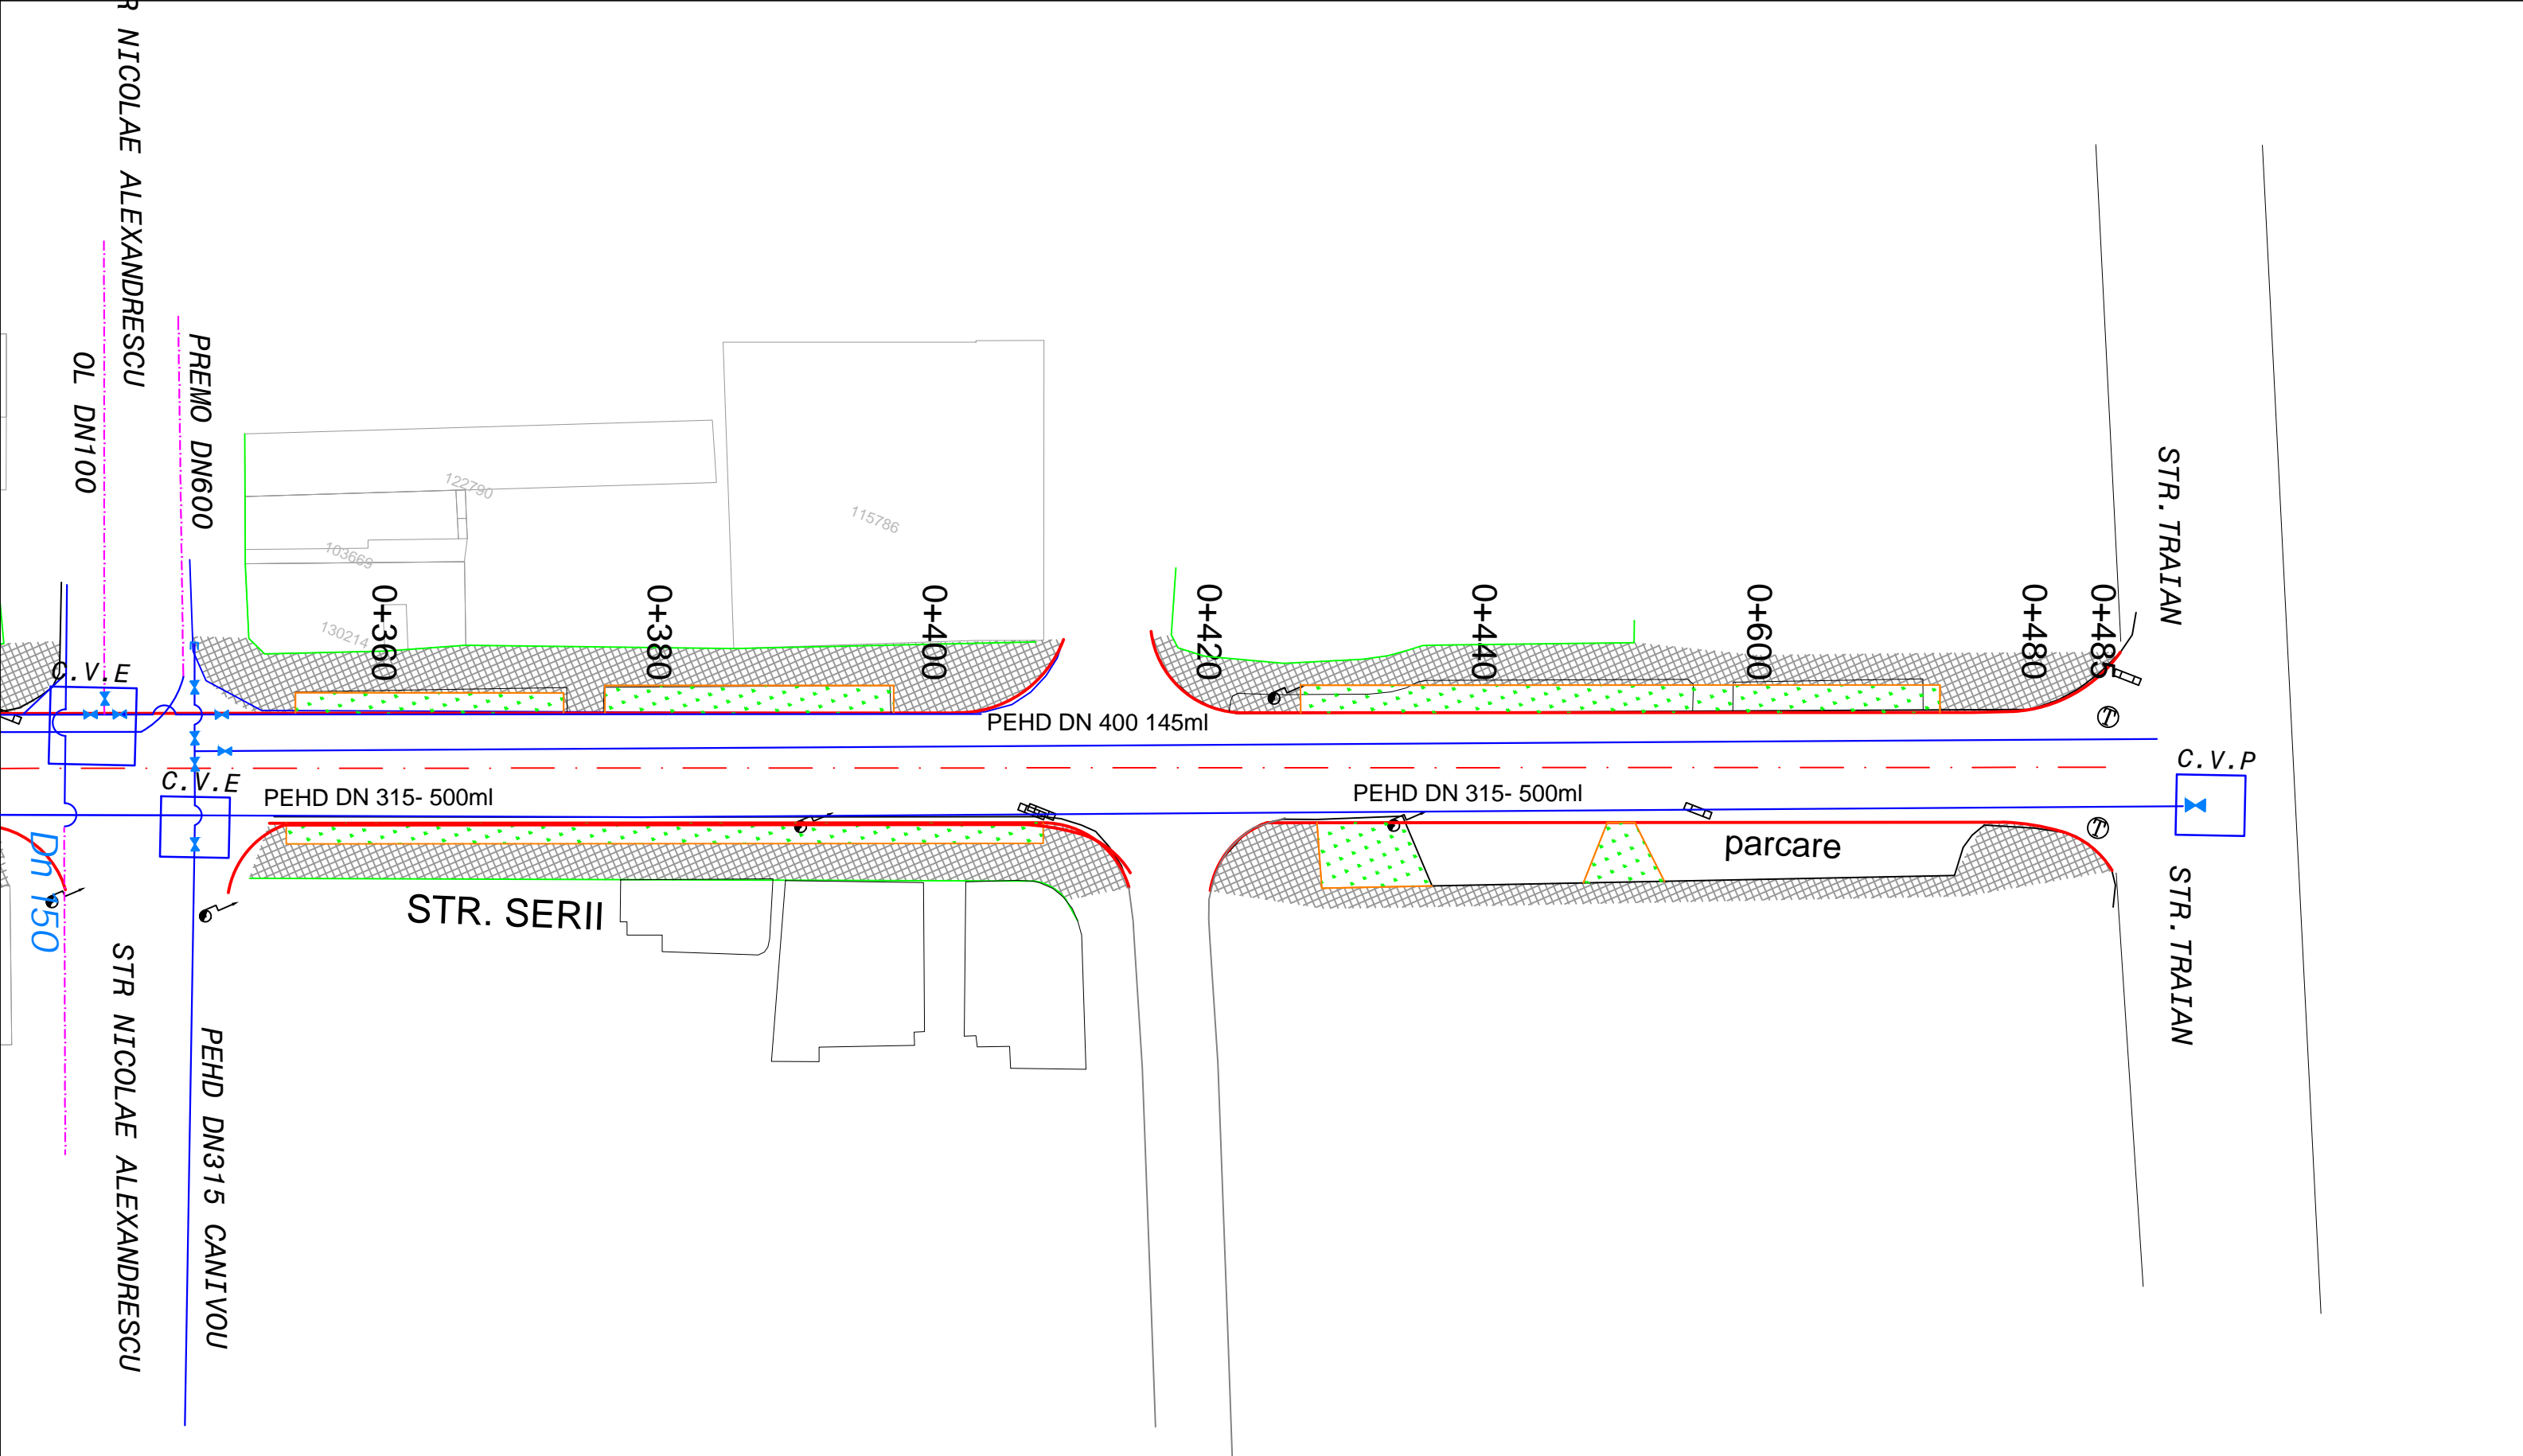 R NICOLAE ALEXANDRESCU
OL DN100
PREMO DN600
122790
115786
103669
130214
STR.TRAIAN
0+360
0+380
0+400
0+420
0+440
0+600
0+480
0+485
C.V.E
PEHD DN 400 145ml
T
C.V.P
C.V.E
PEHD DN 315- 500ml
PEHD DN 315- 500ml
T
parcare
Dn 150
STR. SERII
STR.TRAIAN
STR NICOLAE ALEXANDRESCU
PEHD DN315 CANIVOU